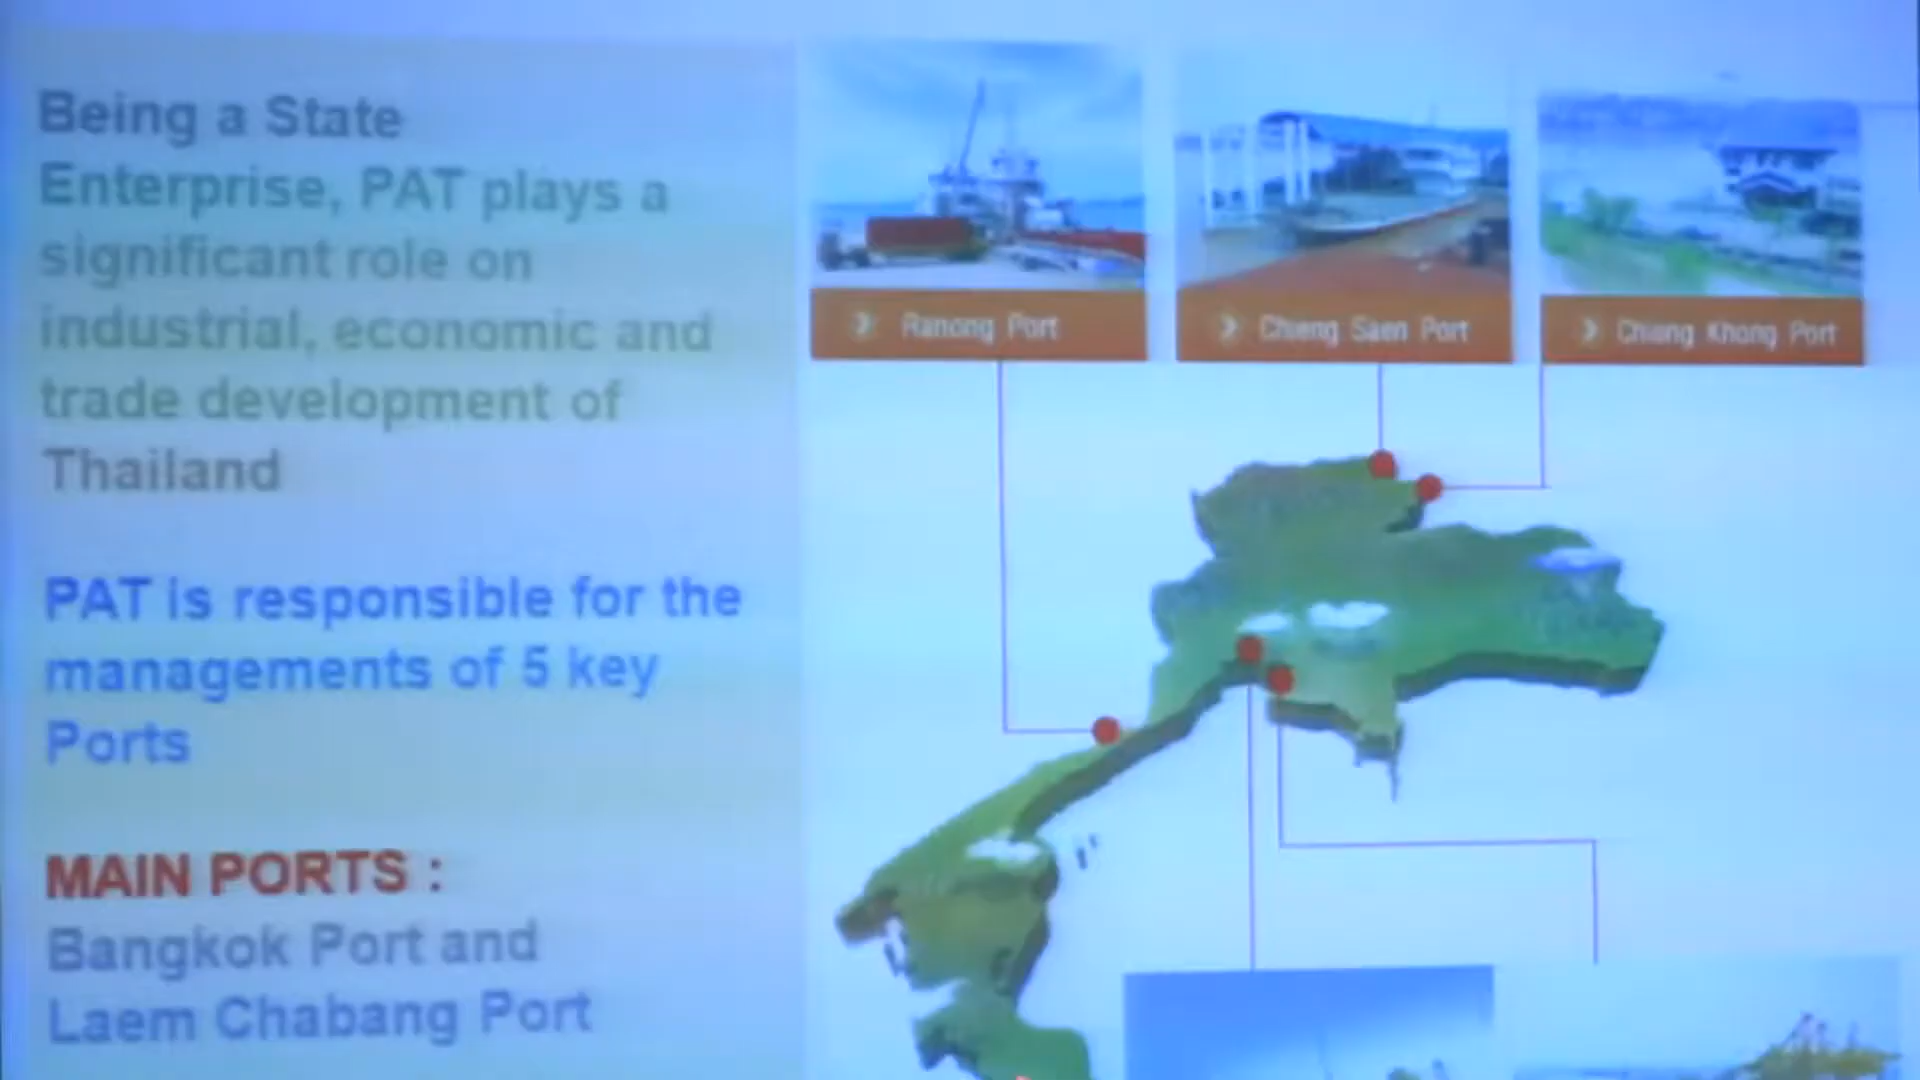 Being a State
Enterprise, PAT plays a
significant role on
industrial, economic and
trade development of
Thailand
PAT is responsible for the
managements of 5 key
Ports
MAIN PORTS :
Bangkok Port and
Laem Chabang Port
Ranong Port
Chieng Saen Port
Chiang Khong Port